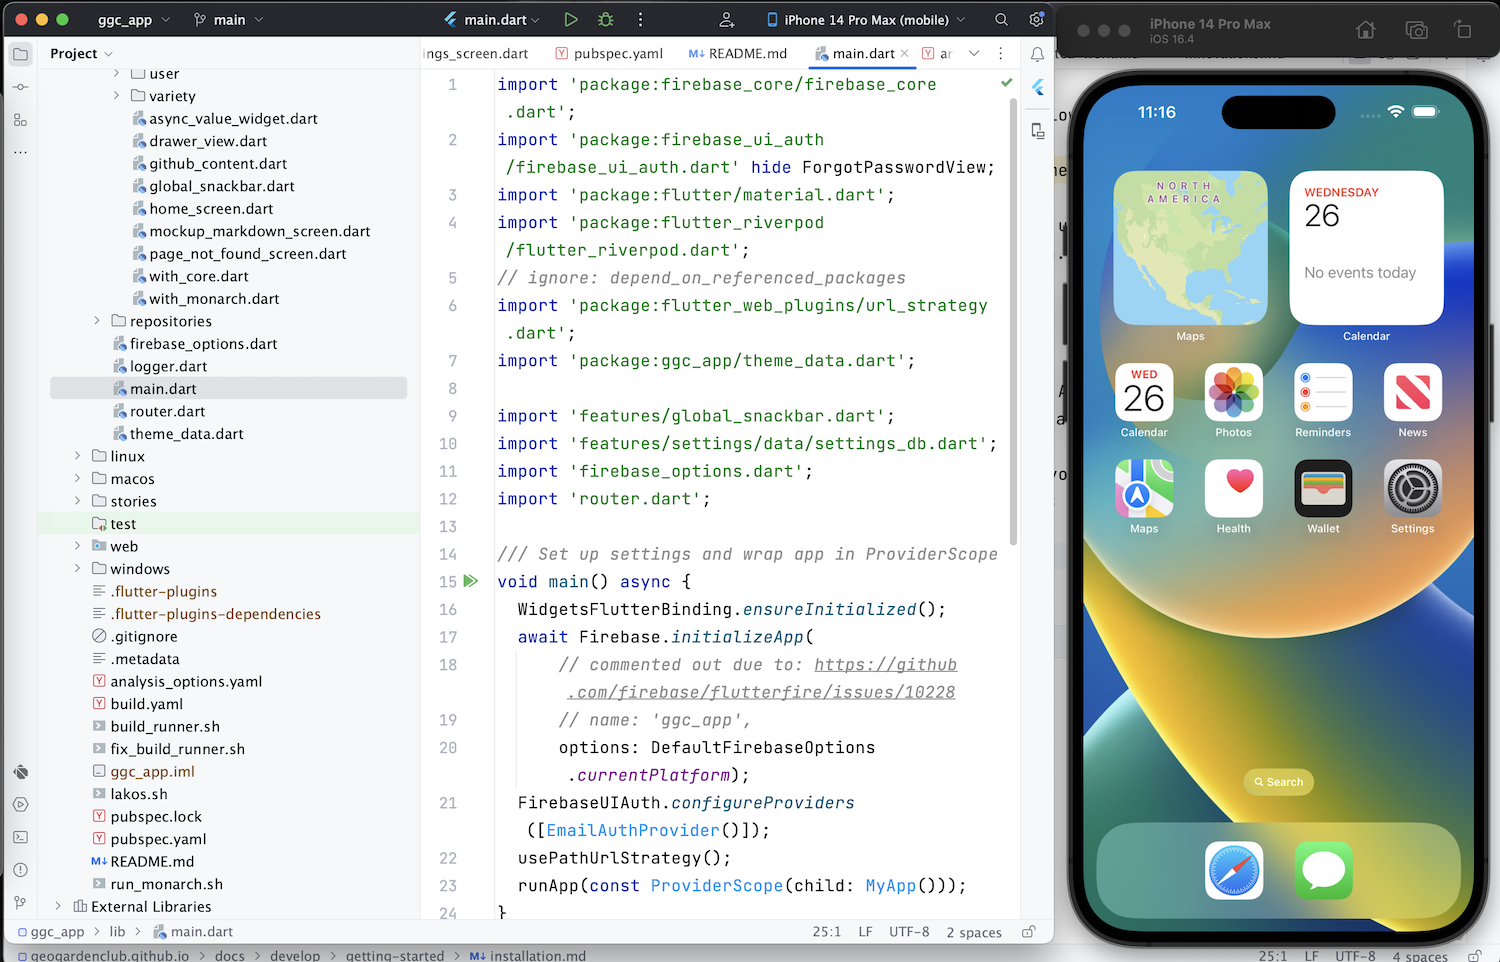 ggc_app
main
main.dart
iPhone 14 Pro Max (mobile)
Project
ings_screen.dart
pubspec.yaml
README.md
main.dart
ar
user
variety
async_value_widget.dart
drawer_view.dart
github_content.dart
global_snackbar.dart
home_screen.dart
mockup_markdown_screen.dart
page_not_found_screen.dart
with_core.dart
with_monarch.dart
repositories
firebase_options.dart
logger.dart
main.dart
router.dart
theme_data.dart
linux
macos
stories
test
web
windows
.flutter-plugins
.flutter-plugins-dependencies
.gitignore
.metadata
analysis_options.yaml
build.yaml
build_runner.sh
fix_build_runner.sh
ggc_app.iml
lakos.sh
pubspec.lock
pubspec.yaml
README.md
run_monarch.sh
External Libraries
1 import 'package:firebase_core/firebase_core
.dart';
2 import 'package:firebase_ui_auth
/firebase_ui_auth.dart' hide ForgotPasswordView;
3 import 'package:flutter/material.dart';
4 import 'package:flutter_riverpod
/flutter_riverpod.dart';
5 // ignore: depend_on_referenced_packages
6 import 'package:flutter_web_plugins/url_strategy
.dart';
7 import 'package:ggc_app/theme_data.dart';
8
9 import 'features/global_snackbar.dart';
10 import 'features/settings/data/settings_db.dart';
11 import 'firebase_options.dart';
12 import 'router.dart';
13
14 /// Set up settings and wrap app in ProviderScope
15 void main() async {
16 WidgetsFlutterBinding.ensureInitialized();
17 await Firebase.initializeApp(
18 // commented out due to: https://github
.com/firebase/flutterfire/issues/10228
19 // name: 'ggc_app',
20 options: DefaultFirebaseOptions
.currentPlatform);
21 FirebaseUIAuth.configureProviders
([EmailAuthProvider()]);
22 usePathUrlStrategy();
23 runApp(const ProviderScope(child: MyApp()));
24 }
ggc_app > lib > main.dart
25:1 LF UTF-8 2 spaces
geogardenclub.github.io > docs > develop > getting-started > installation.md
25:1 LF UTF-8 4 spaces
iPhone 14 Pro Max
iOS 16.4
11:16
NORTH
AMERICA
Maps
WEDNESDAY
26
No events today
Calendar
WED
26
Calendar
Photos
Reminders
News
Maps
Health
Wallet
Settings
Search